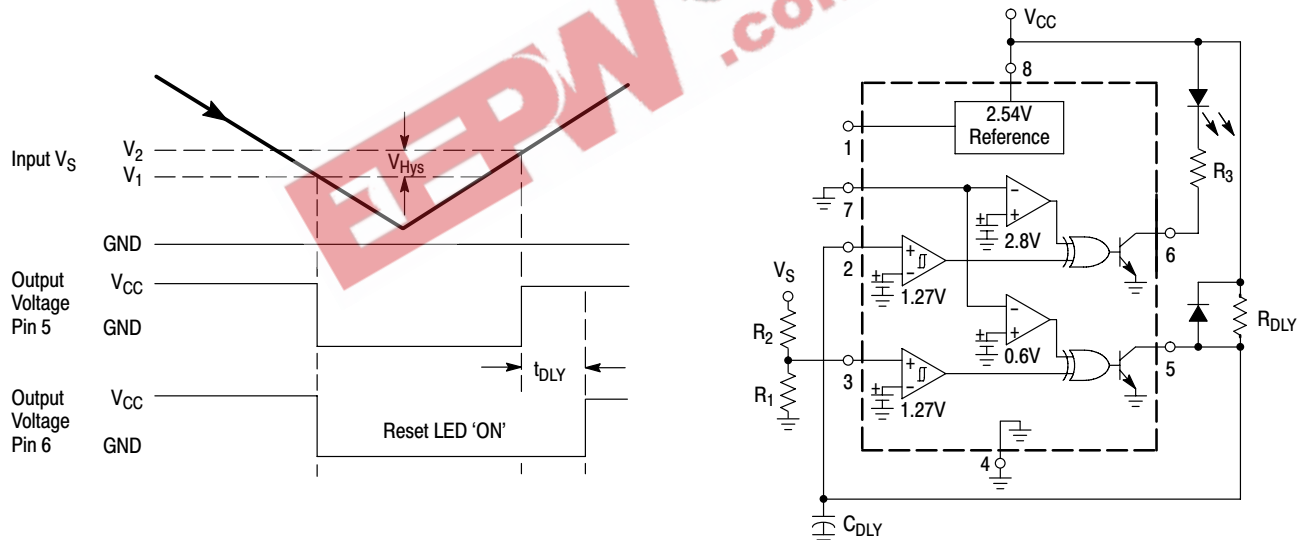 EEPW
.com
Input VS
V2
V1
VHys
GND
Output
Voltage
Pin 5
VCC
GND
tDLY
Output
Voltage
Pin 6
VCC
GND
Reset LED 'ON'
VCC
8
2.54V
Reference
1
R3
7
2.8V
6
2
1.27V
VS
R2
3
R1
0.6V
5
RDLY
1.27V
4
CDLY